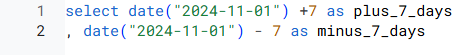 1 select date("2024-11-01") +7 as plus_7_days
2 , date("2024-11-01") - 7 as minus_7_days